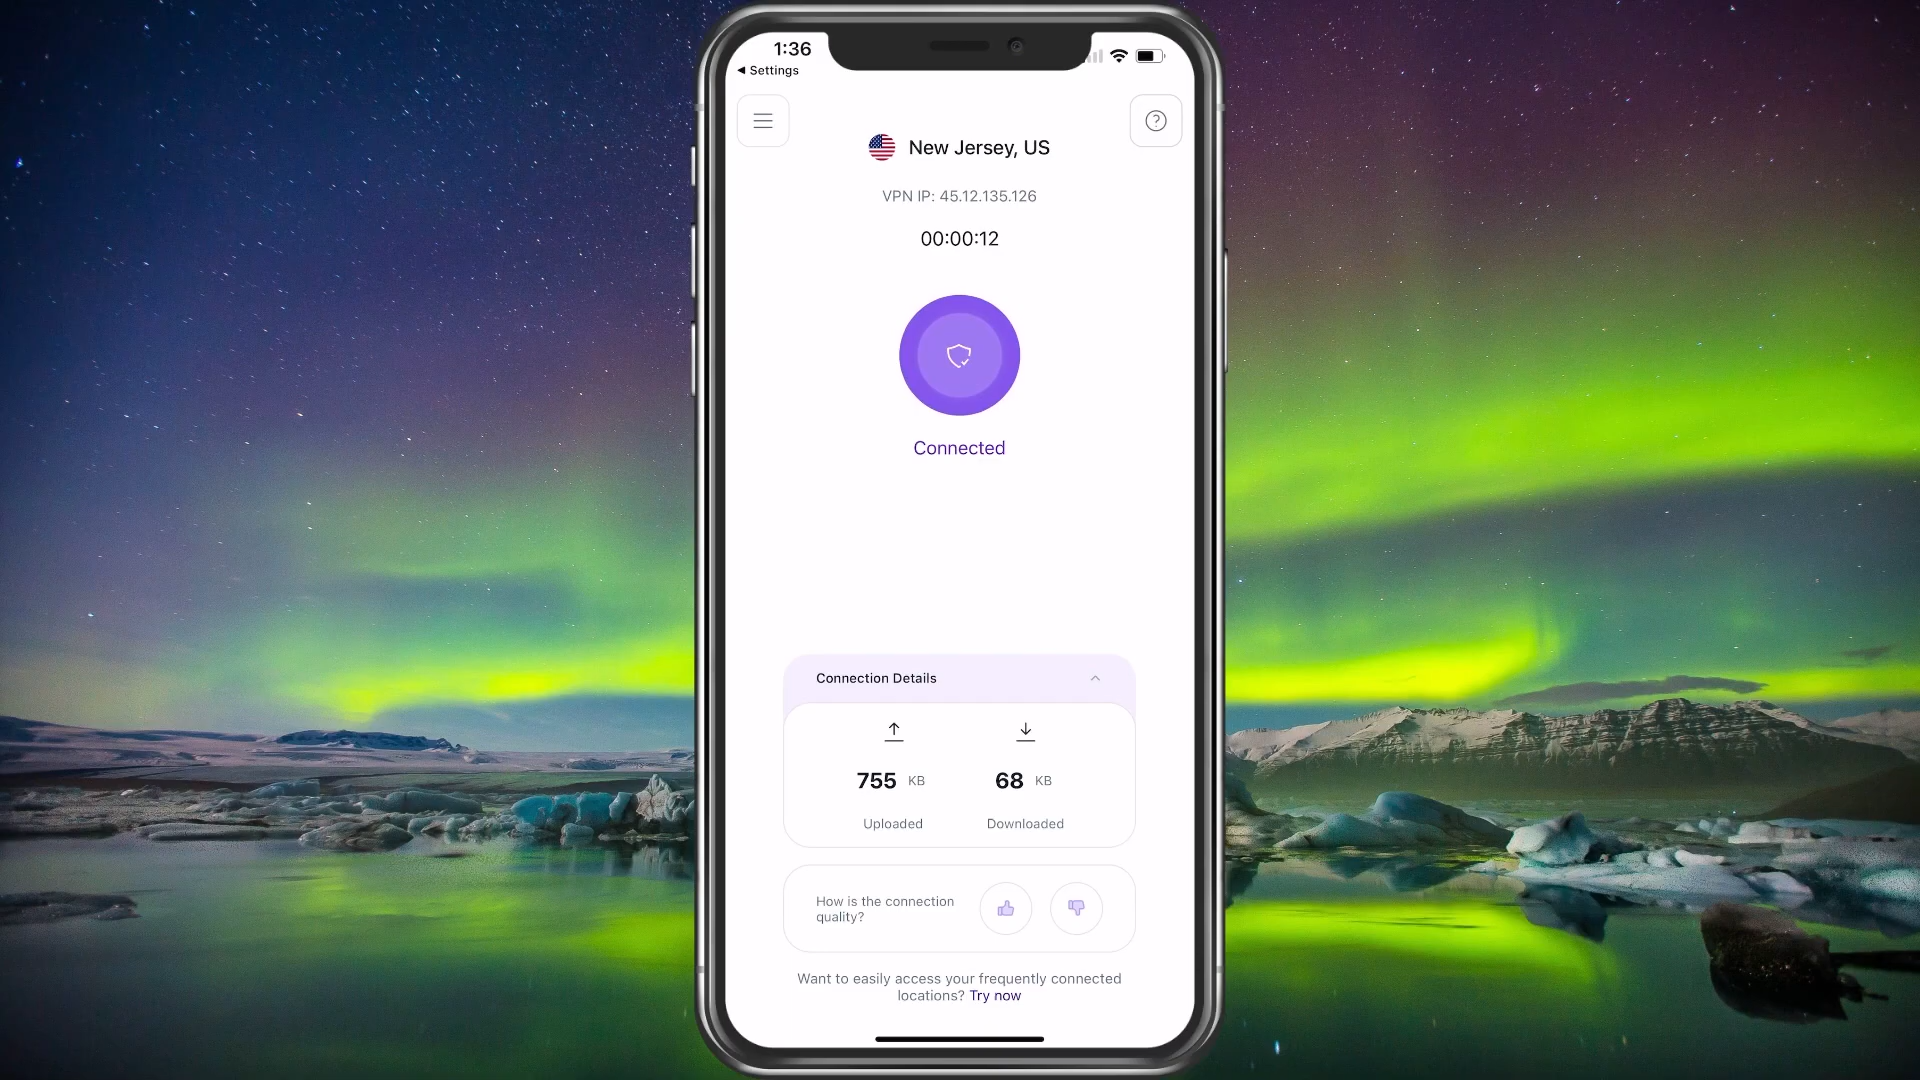 1:36
◀ Settings
New Jersey, US
VPN IP: 45.12.135.126
00:00:12
Connected
Connection Details
755 KB
68 KB
Uploaded
Downloaded
How is the connection
quality?
Want to easily access your frequently connected
locations? Try now